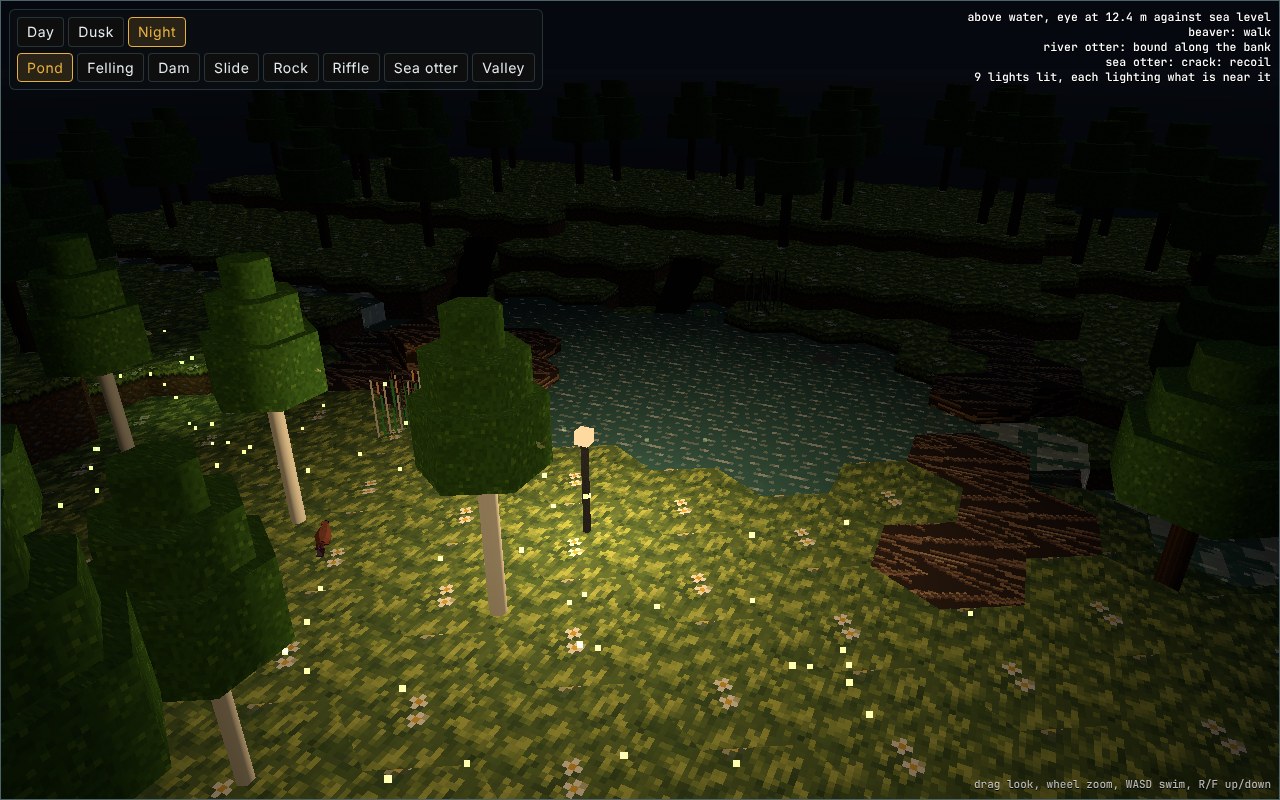 Day Dusk Night
Pond Felling Dam Slide Rock Riffle Sea otter Valley
above water, eye at 12.4 m against sea level
beaver: walk
river otter: bound along the bank
sea otter: crack: recoil
9 lights lit, each lighting what is near it
drag look, wheel zoom, WASD swim, R/F up/down